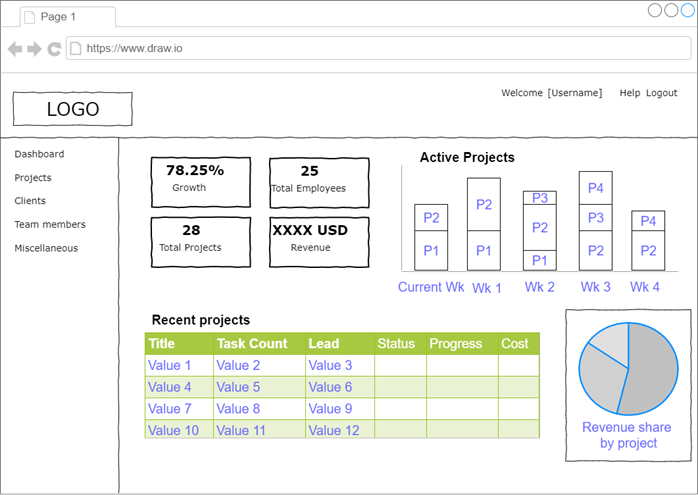 Page 1
https://www.draw.io
LOGO
Welcome [Username] Help Logout
Dashboard
Projects
Clients
Team members
Miscellaneous
78.25%
Growth
25
Total Employees
28
Total Projects
XXXX USD
Revenue
Active Projects
P2
P1
P2
P1
P3
P2
P1
P4
P3
P2
P4
P2
Current Wk Wk 1 Wk 2 Wk 3 Wk 4
Recent projects
Title Task Count Lead Status Progress Cost
Value 1 Value 2 Value 3
Value 4 Value 5 Value 6
Value 7 Value 8 Value 9
Value 10 Value 11 Value 12
Revenue share
by project